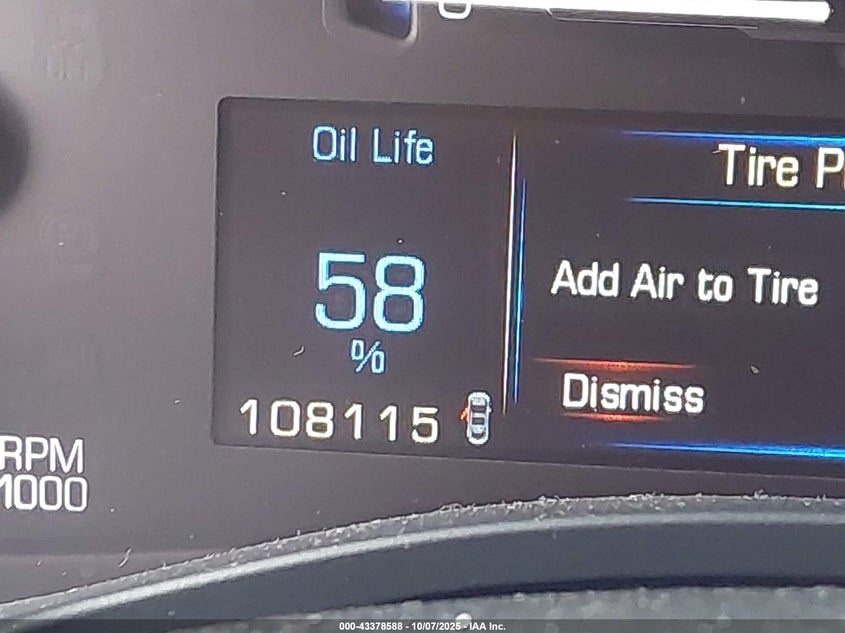 Oil Life
58
%
108115
Tire P
Add Air to Tire
Dismiss
RPM
1000
000-43378588 - 10/07/2025 - IAA Inc.